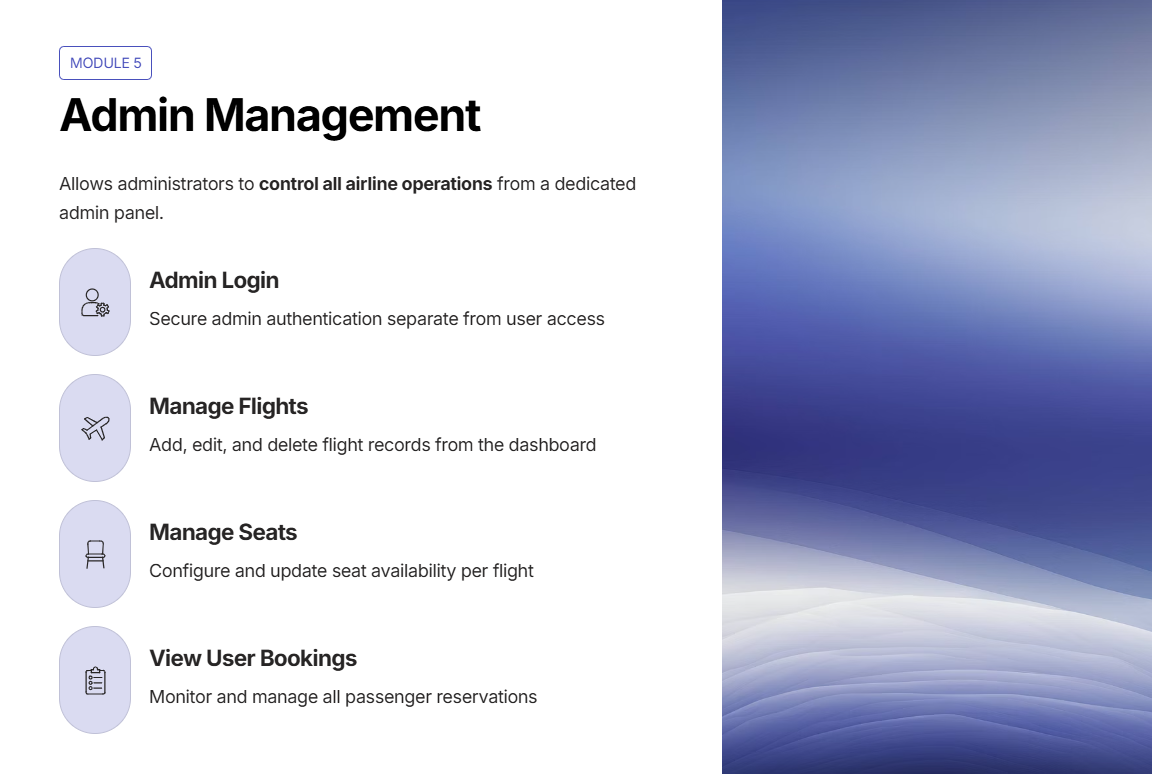 MODULE 5
Admin Management
Allows administrators to control all airline operations from a dedicated
admin panel.
Admin Login
Secure admin authentication separate from user access
Manage Flights
Add, edit, and delete flight records from the dashboard
Manage Seats
Configure and update seat availability per flight
View User Bookings
Monitor and manage all passenger reservations